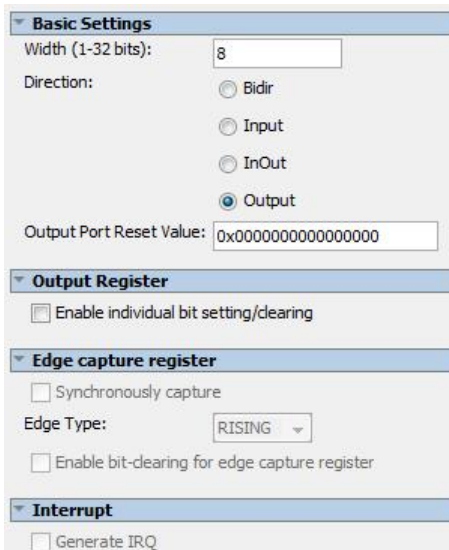 Basic Settings
Width (1-32 bits): 8
Direction: Bidir
Input
InOut
Output
Output Port Reset Value: 0x0000000000000000
Output Register
Enable individual bit setting/clearing
Edge capture register
Synchronously capture
Edge Type: RISING
Enable bit-clearing for edge capture register
Interrupt
Generate IRQ